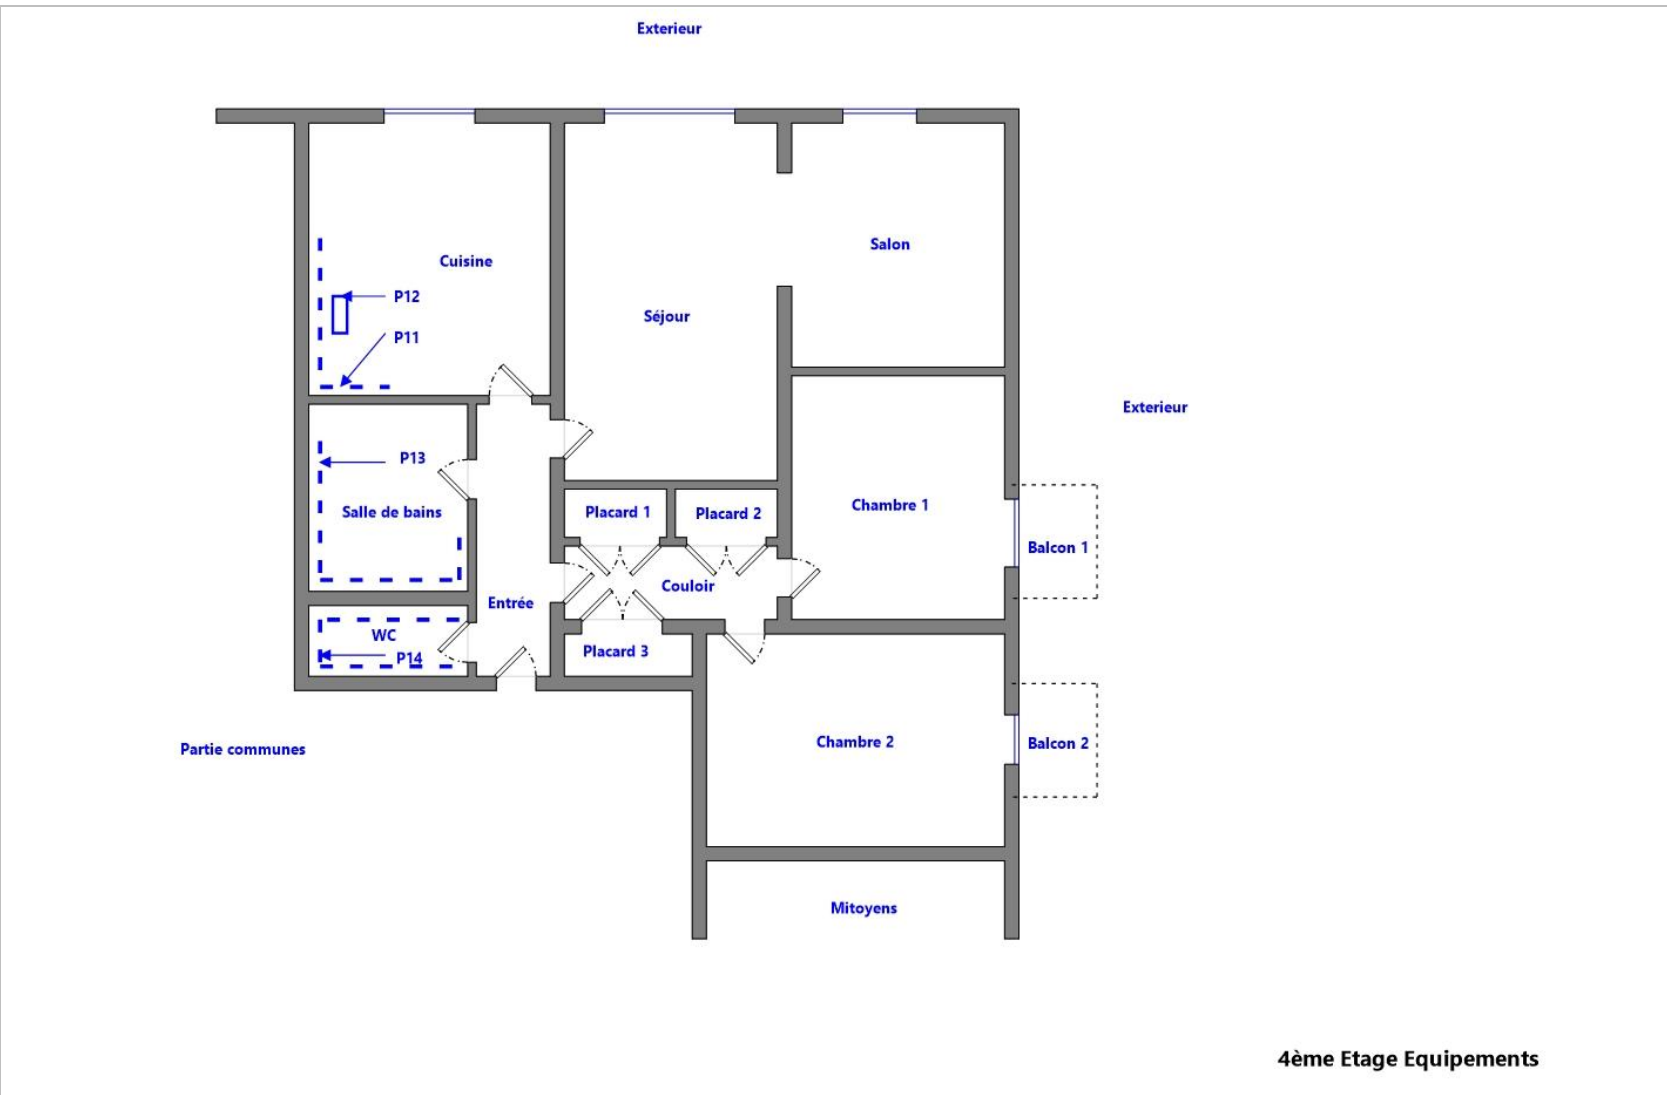 Exterieur
Salon
Cuisine
P12
Séjour
P11
Exterieur
P13
Chambre 1
Salle de bains
Placard 1
Placard 2
Balcon 1
Couloir
Entrée
WC
Placard 3
P14
Chambre 2
Balcon 2
Partie communes
Mitoyens
4ème Etage Equipements